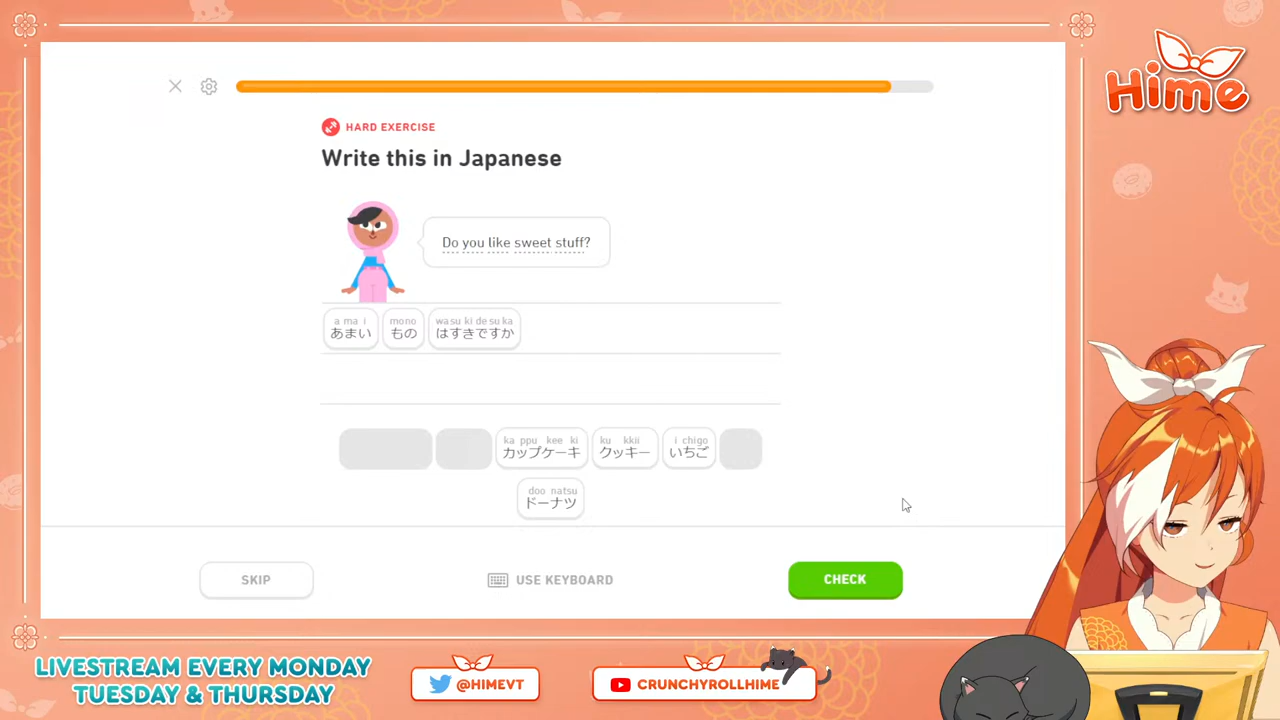 Hime
HARD EXERCISE
Write this in Japanese
Do you like sweet stuff?
a ma i
あまい
mono
もの
wa su ki de su ka
はすきですか
ka ppu kee ki
カップケーキ
ku kkii
クッキー
i chigo
いちご
doo natsu
ドーナツ
SKIP
USE KEYBOARD
CHECK
LIVESTREAM EVERY MONDAY
TUESDAY & THURSDAY
@HIMEVT
CRUNCHYROLLHIME